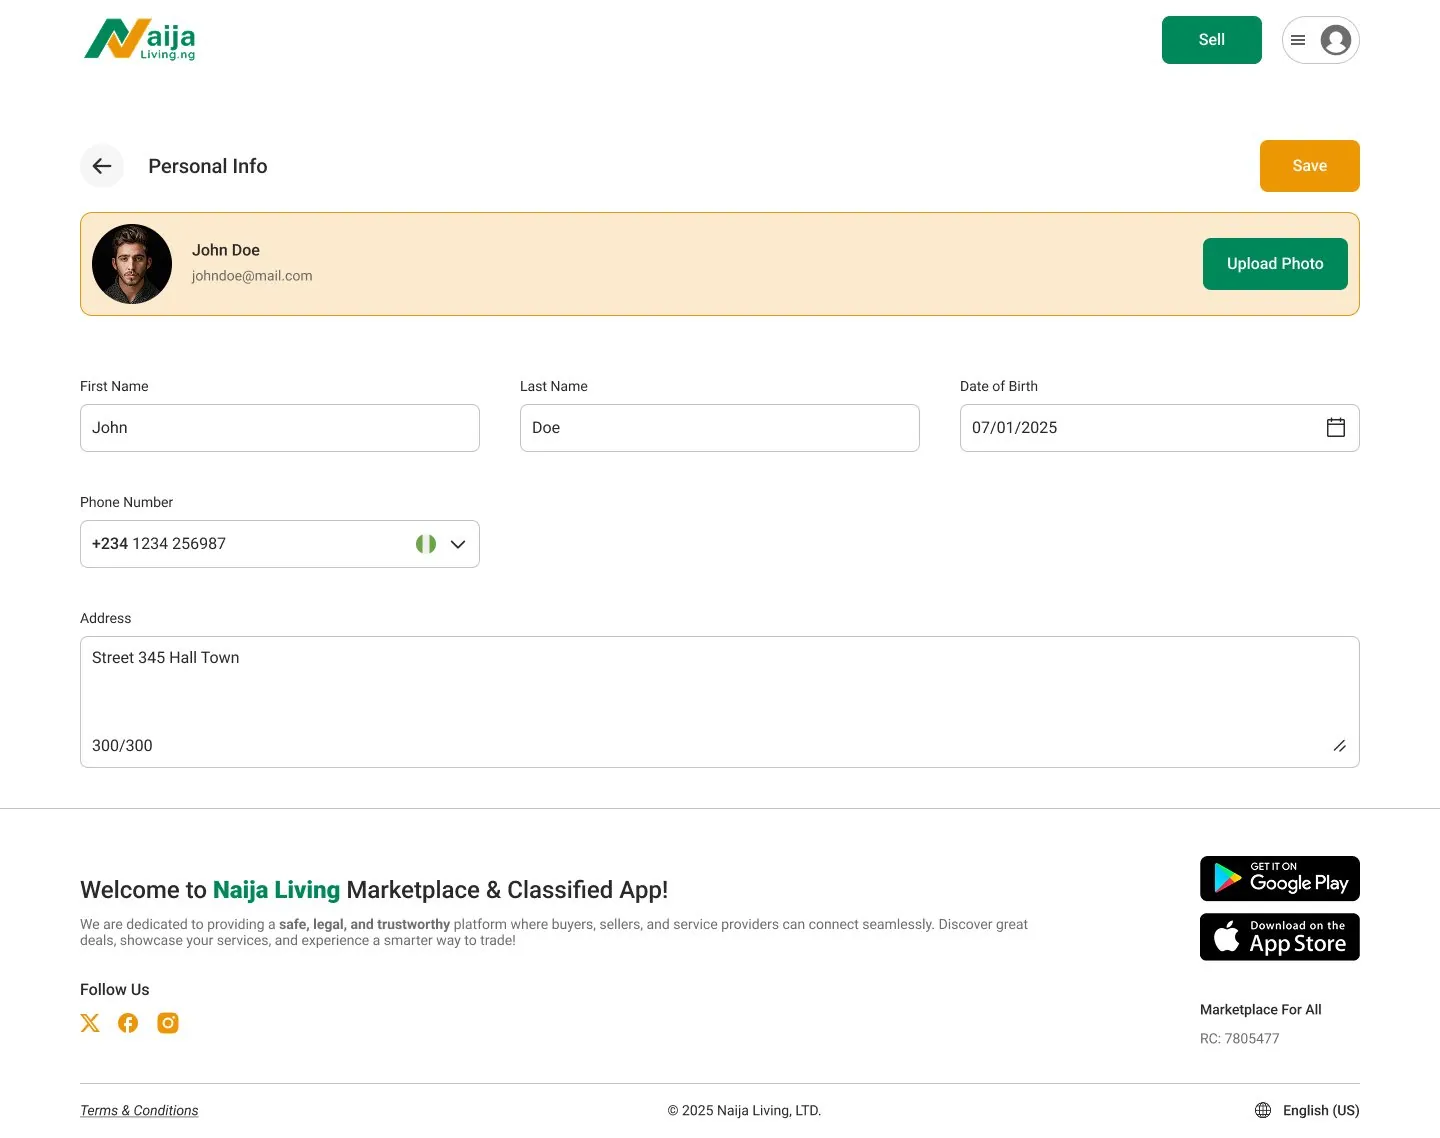 Naija
Living.ng
Sell
Personal Info
Save
John Doe
johndoe@mail.com
Upload Photo
First Name
Last Name
Date of Birth
John
Doe
07/01/2025
Phone Number
+234 1234 256987
Address
Street 345 Hall Town
300/300
Welcome to Naija Living Marketplace & Classified App!
We are dedicated to providing a safe, legal, and trustworthy platform where buyers, sellers, and service providers can connect seamlessly. Discover great
deals, showcase your services, and experience a smarter way to trade!
Follow Us
GET IT ON
Google Play
Download on the
App Store
Marketplace For All
RC: 7805477
Terms & Conditions
© 2025 Naija Living, LTD.
English (US)